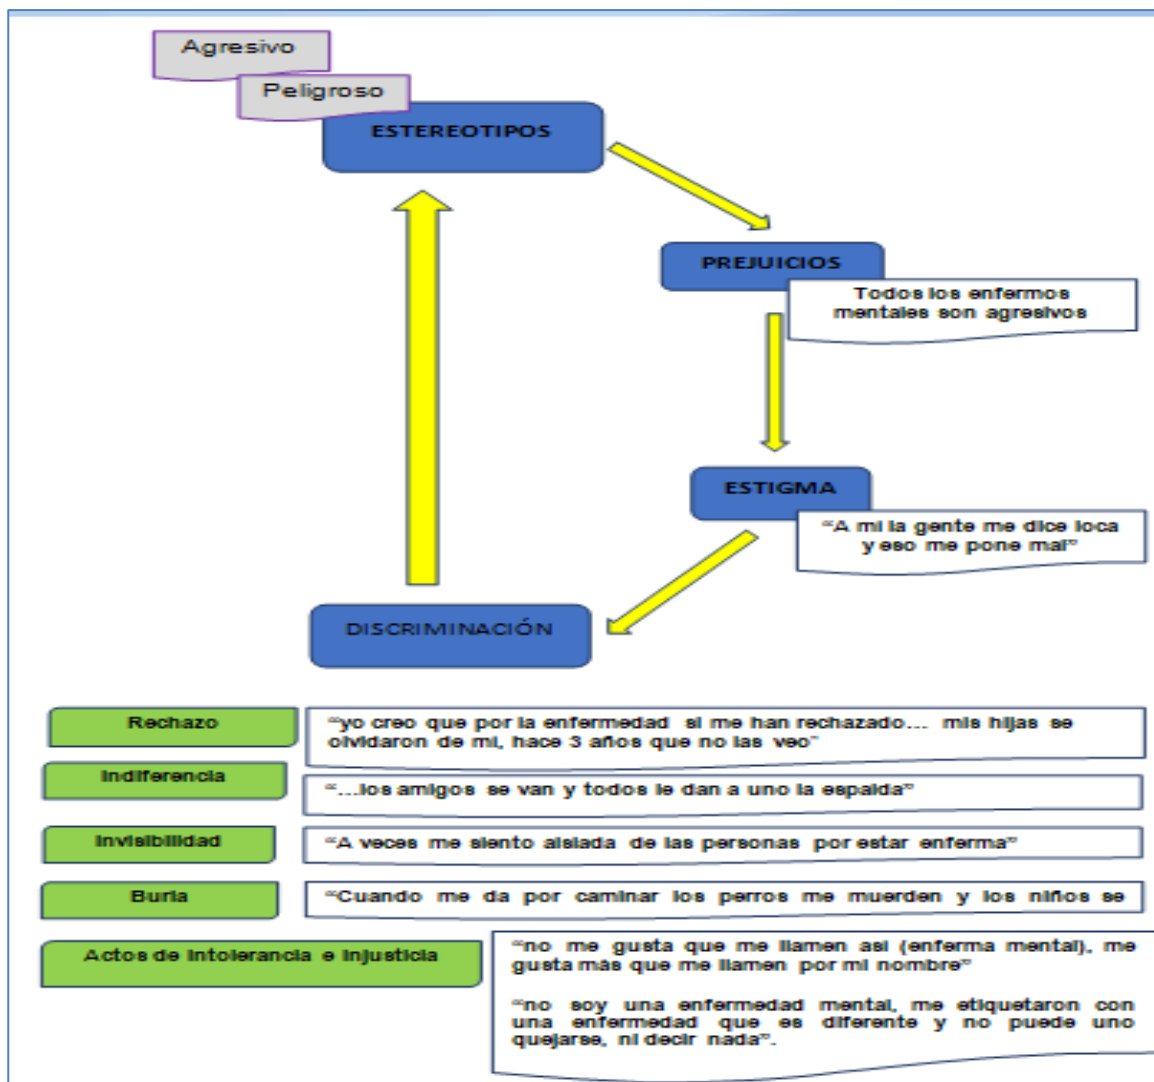 Agresivo
Peligroso
ESTEREOTIPOS
PREJUICIOS
Todos los enfermos
mentales son agresivos
ESTIGMA
“A mi la gente me dice loca
y eso me pone mal”
DISCRIMINACIÓN
Rechazo
“yo creo que por la enfermedad si me han rechazado... mis hijas se
olvidaron de mi, hace 3 años que no las veo”
Indiferencia
“...los amigos se van y todos le dan a uno la espalda”
Invisibilidad
“A veces me siento aislada de las personas por estar enferma”
Burla
“Cuando me da por caminar los perros me muerden y los niños se
Actos de intolerancia e injusticia
“no me gusta que me llamen asi (enferma mental), me
gusta más que me llamen por mi nombre”
“no soy una enfermedad mental, me etiquetaron con
una enfermedad que es diferente y no puede uno
quejarse, ni decir nada”.